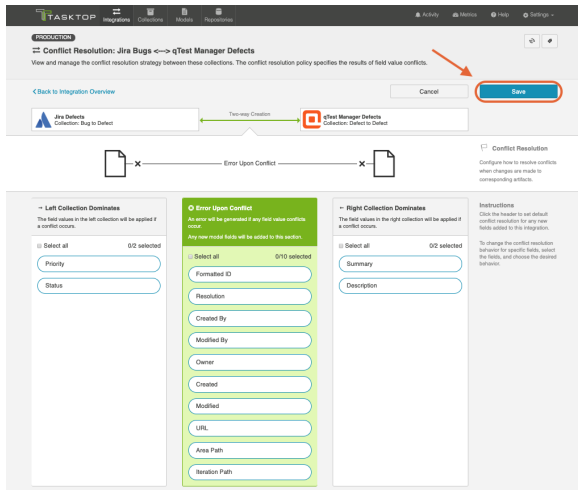 TASKTOP
Integrations
Collections
Models
Repositories
Activity
Metrics
Help
Settings
PRODUCTION
Conflict Resolution: Jira Bugs <---> qTest Manager Defects
View and manage the conflict resolution strategy between these collections. The conflict resolution policy specifies the results of field value conflicts.
Back to Integration Overview
Cancel
Save
Jira Defects
Collection: Bug to Defect
Two-way Creation
qTest Manager Defects
Collection: Defect to Defect
Error Upon Conflict
Conflict Resolution
Configure how to resolve conflicts
when changes are made to
corresponding artifacts.
Left Collection Dominates
The field values in the left collection will be applied if
a conflict occurs.
Select all 0/2 selected
Priority
Status
Error Upon Conflict
An error will be generated if any field value conflicts
occur.
Any new model fields will be added to this section.
Select all 0/10 selected
Formatted ID
Resolution
Created By
Modified By
Owner
Created
Modified
URL
Area Path
Iteration Path
Right Collection Dominates
The field values in the right collection will be applied if
a conflict occurs.
Select all 0/2 selected
Summary
Description
Instructions
Click the header to set default
conflict resolution for any new
fields added to this integration.
To change the conflict resolution
behavior for specific fields, select
the fields, and choose the desired
behavior.